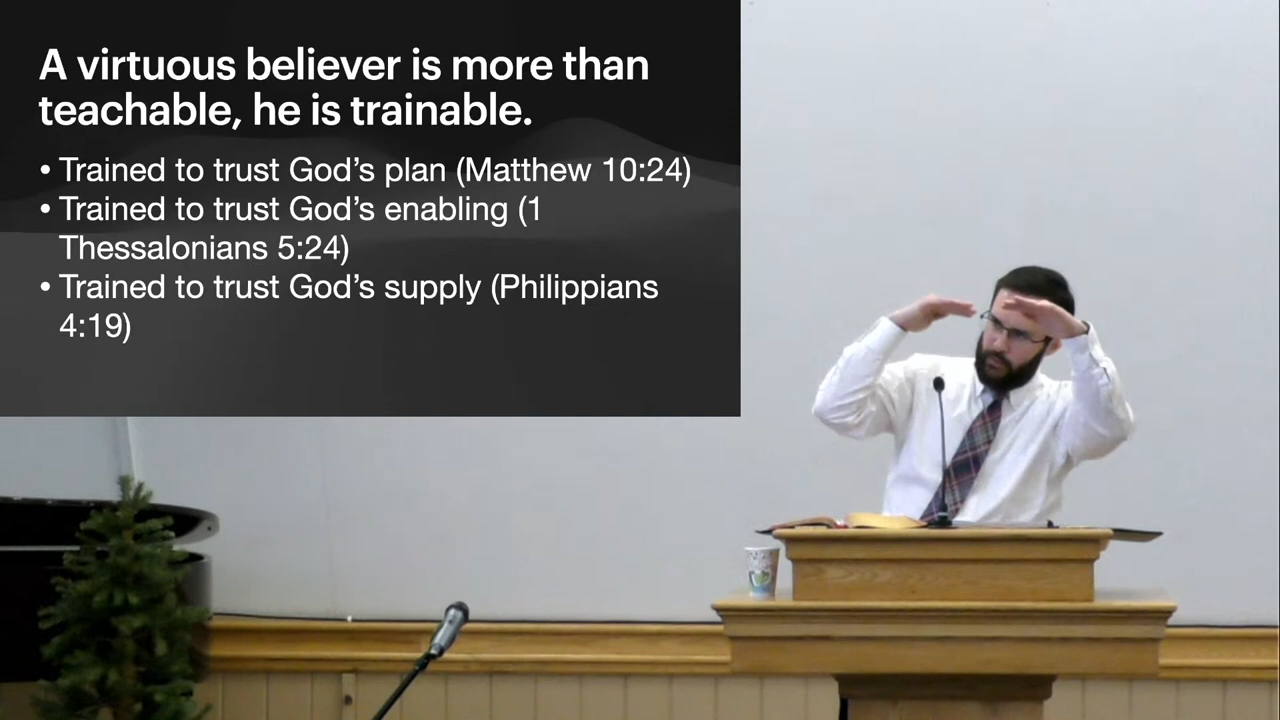 A virtuous believer is more than
teachable, he is trainable.
• Trained to trust God’s plan (Matthew 10:24)
• Trained to trust God’s enabling (1
Thessalonians 5:24)
• Trained to trust God’s supply (Philippians
4:19)